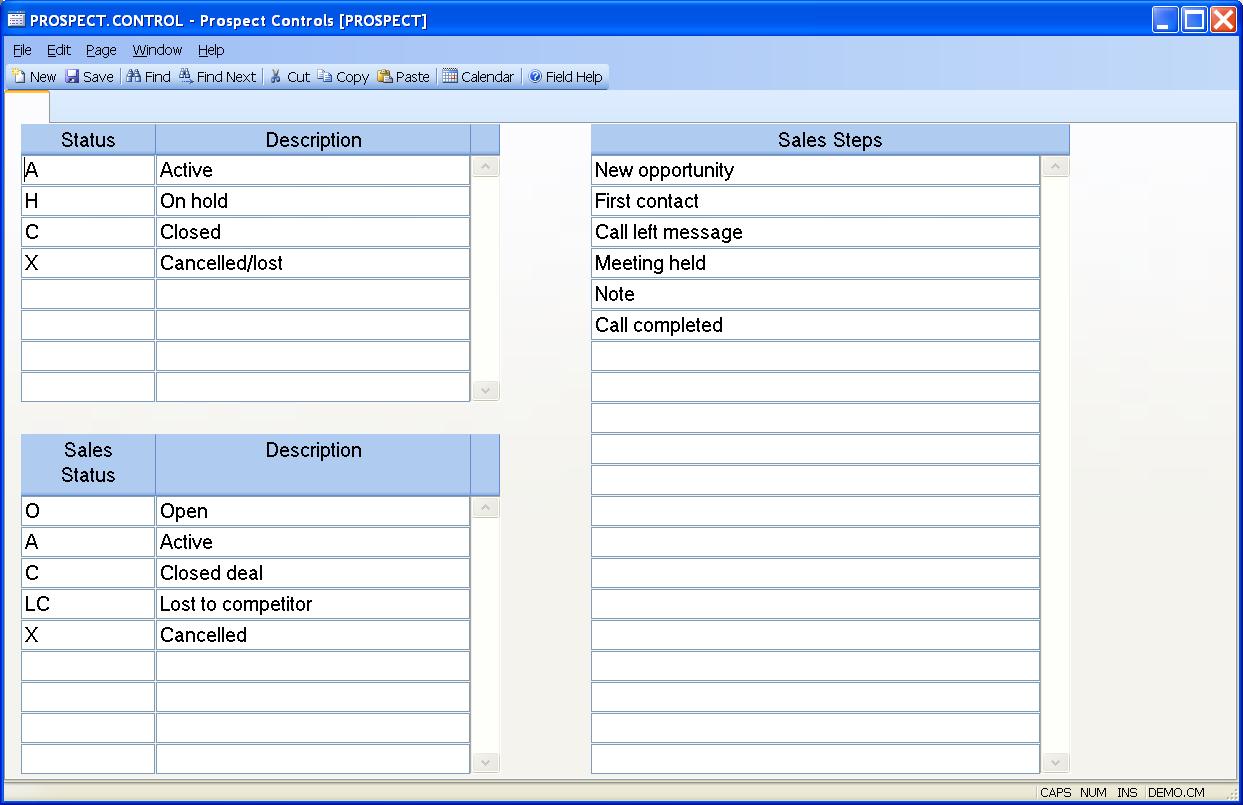 PROSPECT.CONTROL - Prospect Controls [PROSPECT]
File Edit Page Window Help
New Save Find Find Next Cut Copy Paste Calendar Field Help
Status Description
A Active
H On hold
C Closed
X Cancelled/lost
Sales Status Description
O Open
A Active
C Closed deal
LC Lost to competitor
X Cancelled
Sales Steps
New opportunity
First contact
Call left message
Meeting held
Note
Call completed
CAPS NUM INS DEMO.CM